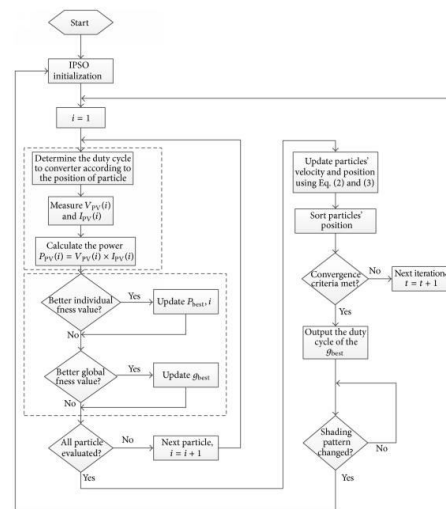 Start
IPSO
initialization
i = 1
Determine the duty cycle
to converter according to
the position of particle
Measure V_PV(i)
and I_PV(i)
Calculate the power
P_PV(i) = V_PV(i) × I_PV(i)
Better individual
fness value?
Yes
Update P_best, i
No
Better global
fness value?
Yes
Update g_best
No
All particle
evaluated?
No
Next particle,
i = i + 1
Yes
Update particles'
velocity and position
using Eq. (2) and (3)
Sort particles'
position
Convergence
criteria met?
No
Next iteration,
t = t + 1
Yes
Output the duty
cycle of the
g_best
Shading
pattern
changed?
No
Yes